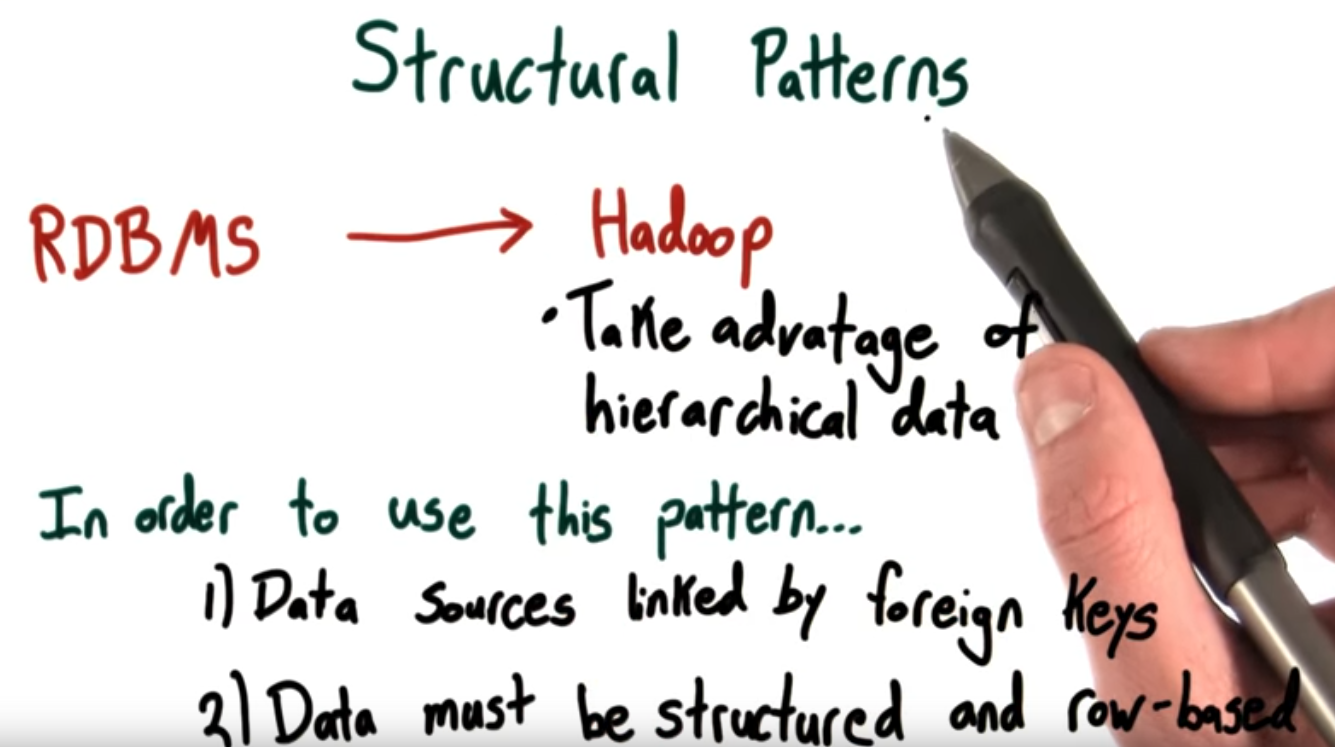 Structural Patterns
RDBMS → Hadoop
• Take advatage of
hierarchical data
In order to use this pattern...
1) Data sources linked by foreign keys
2) Data must be structured and row-based